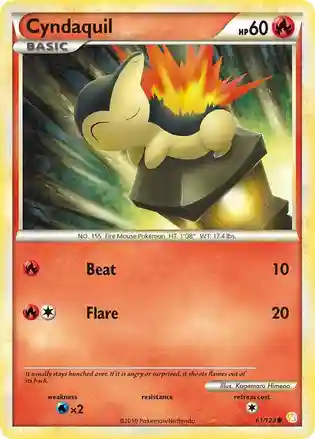 Cyndaquil HP60
BASIC
NO. 155 Fire Mouse Pokémon HT: 1'08" WT: 17.4 lbs.
Beat 10
Flare 20
It usually stays hunched over. If it is angry or surprised, it shoots flames out of
its back.
Illus. Kagemaru Himeno
weakness resistance retreat cost
×2
61/123
©2010 Pokémon/Nintendo